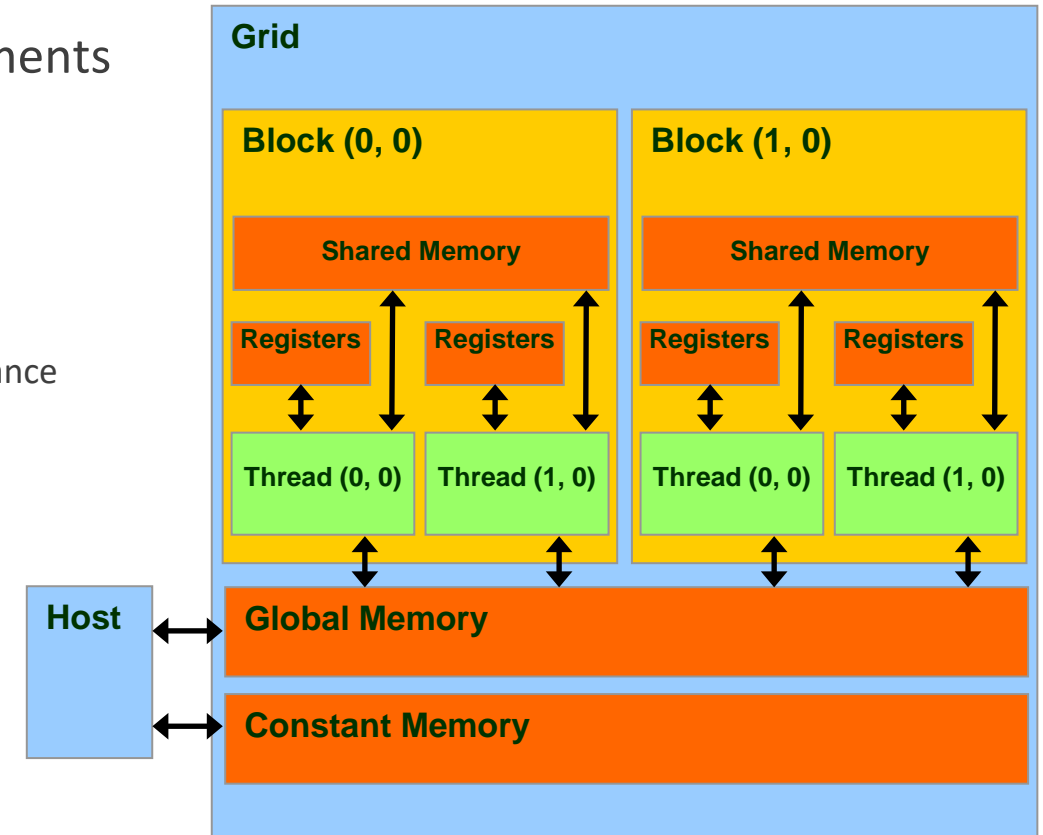 nents
ance
Grid
Block (0, 0)
Block (1, 0)
Shared Memory
Shared Memory
Registers
Registers
Registers
Registers
Thread (0, 0)
Thread (1, 0)
Thread (0, 0)
Thread (1, 0)
Host
Global Memory
Constant Memory